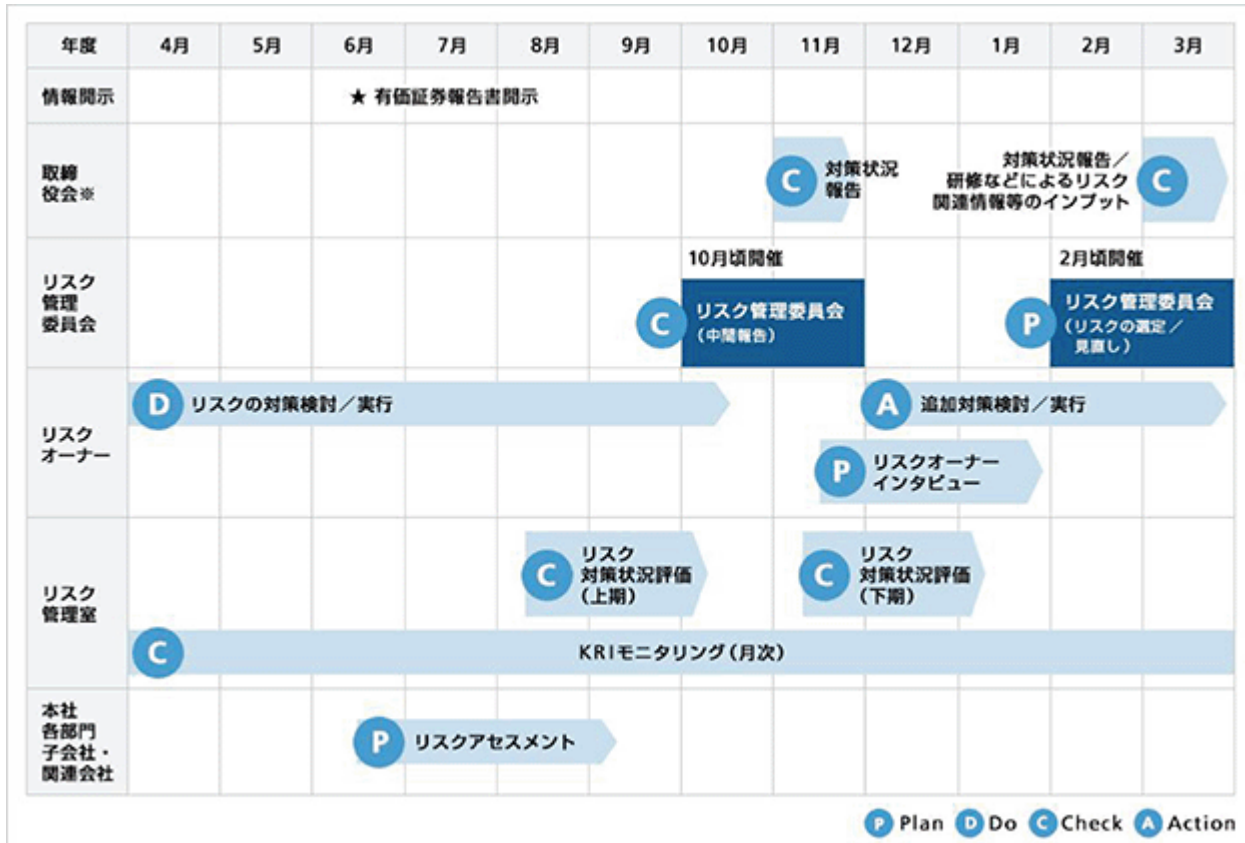 年度
4月
5月
6月
7月
8月
9月
10月
11月
12月
1月
2月
3月
情報開示
★ 有価証券報告書開示
取締
役会※
C
対策状況
報告
対策状況報告／
研修などによるリスク
関連情報等のインプット
C
リスク
管理
委員会
10月頃開催
C
リスク管理委員会
（中間報告）
2月頃開催
P
リスク管理委員会
（リスクの選定／
見直し）
リスク
オーナー
D
リスクの対策検討／実行
A
追加対策検討／実行
P
リスクオーナー
インタビュー
リスク
管理室
C
リスク
対策状況評価
（上期）
C
リスク
対策状況評価
（下期）
C
KRIモニタリング（月次）
本社
各部門
子会社・
関連会社
P
リスクアセスメント
P Plan D Do C Check A Action